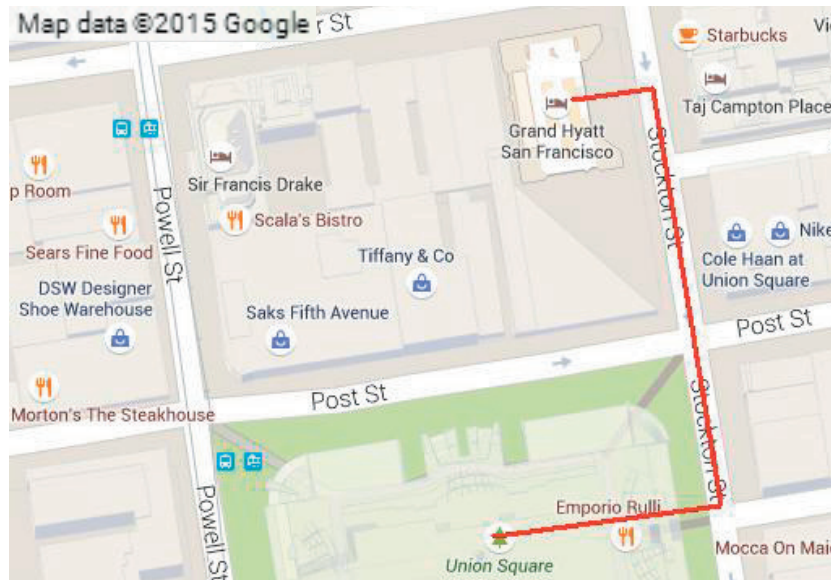 Map data ©2015 Google
r St
Vi
Starbucks
Taj Campton Place
Grand Hyatt
San Francisco
Stockton St
Sir Francis Drake
p Room
Powell St
Scala's Bistro
Sears Fine Food
Nike
Cole Haan at
Union Square
Tiffany & Co
DSW Designer
Shoe Warehouse
Saks Fifth Avenue
Post St
Post St
Morton's The Steakhouse
Stockton St
Powell St
Emporio Rulli
Union Square
Mocca On Maid